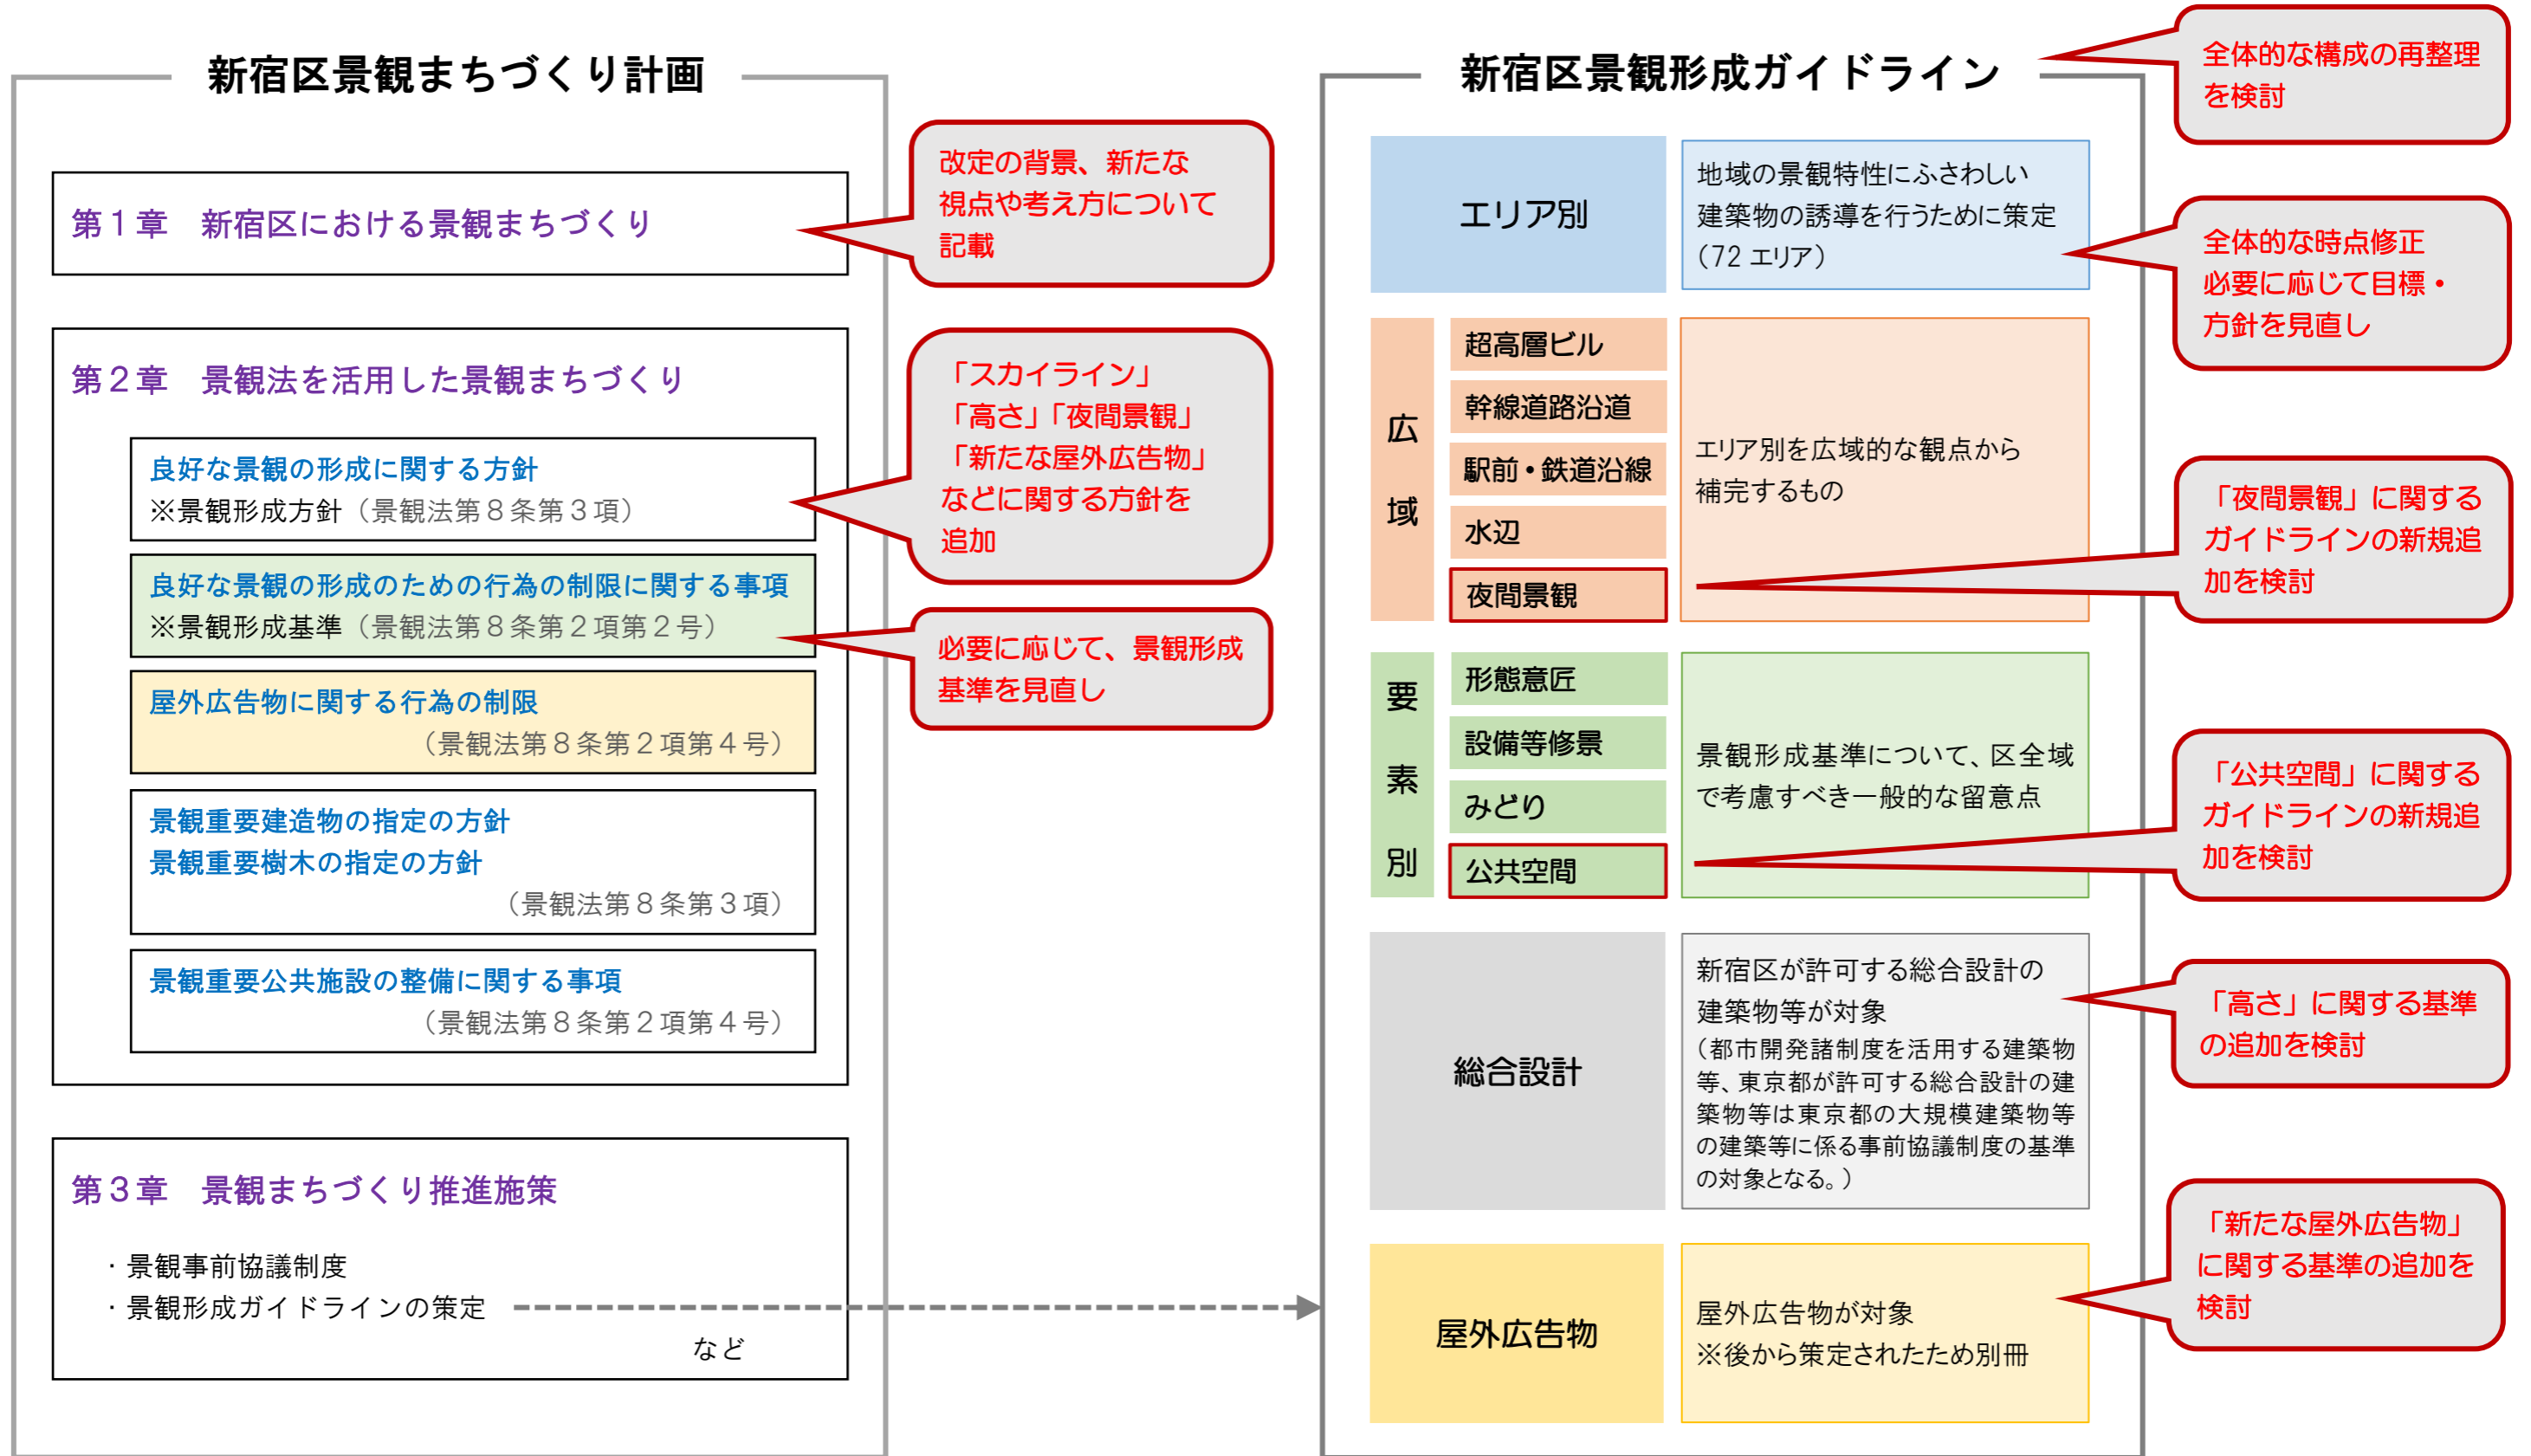 新宿区景観まちづくり計画
第1章　新宿区における景観まちづくり
改定の背景、新たな
視点や考え方について
記載
第2章　景観法を活用した景観まちづくり
良好な景観の形成に関する方針
※景観形成方針（景観法第8条第3項）
「スカイライン」
「高さ」「夜間景観」
「新たな屋外広告物」
などに関する方針を
追加
良好な景観の形成のための行為の制限に関する事項
※景観形成基準（景観法第8条第2項第2号）
必要に応じて、景観形成
基準を見直し
屋外広告物に関する行為の制限
（景観法第8条第2項第4号）
景観重要建造物の指定の方針
景観重要樹木の指定の方針
（景観法第8条第3項）
景観重要公共施設の整備に関する事項
（景観法第8条第2項第4号）
第3章　景観まちづくり推進施策
・景観事前協議制度
・景観形成ガイドラインの策定
など
新宿区景観形成ガイドライン
全体的な構成の再整理
を検討
エリア別
地域の景観特性にふさわしい
建築物の誘導を行うために策定
（72 エリア）
全体的な時点修正
必要に応じて目標・
方針を見直し
広域
超高層ビル
幹線道路沿道
駅前・鉄道沿線
水辺
夜間景観
エリア別を広域的な観点から
補完するもの
「夜間景観」に関する
ガイドラインの新規追
加を検討
要素別
形態意匠
設備等修景
みどり
公共空間
景観形成基準について、区全域
で考慮すべき一般的な留意点
「公共空間」に関する
ガイドラインの新規追
加を検討
総合設計
新宿区が許可する総合設計の
建築物等が対象
（都市開発諸制度を活用する建築物
等、東京都が許可する総合設計の建
築物等は東京都の大規模建築物等
の建築等に係る事前協議制度の基準
の対象となる。）
「高さ」に関する基準
の追加を検討
屋外広告物
屋外広告物が対象
※後から策定されたため別冊
「新たな屋外広告物」
に関する基準の追加を
検討